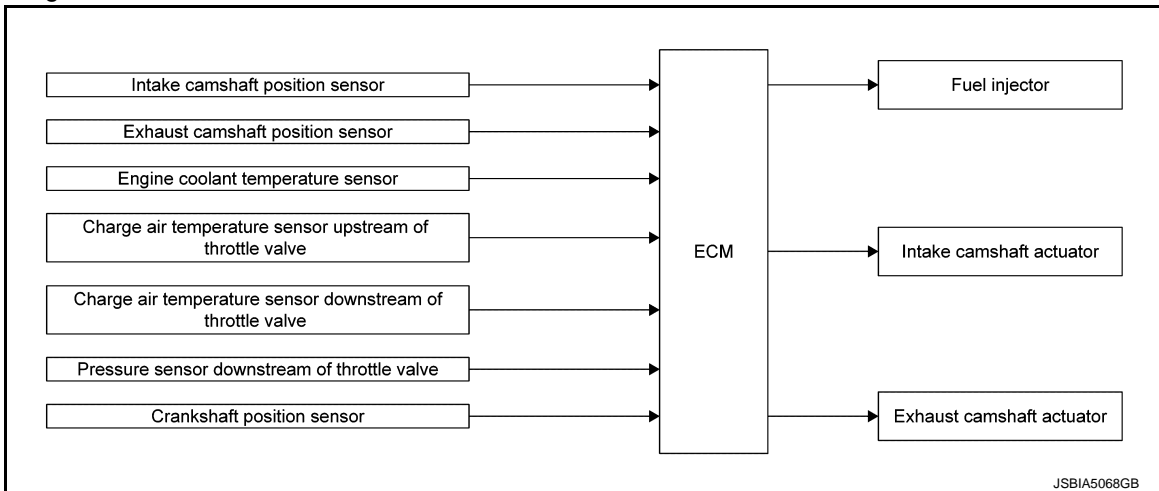 Intake camshaft position sensor
Exhaust camshaft position sensor
Engine coolant temperature sensor
Charge air temperature sensor upstream of
throttle valve
Charge air temperature sensor downstream of
throttle valve
Pressure sensor downstream of throttle valve
Crankshaft position sensor
ECM
Fuel injector
Intake camshaft actuator
Exhaust camshaft actuator
JSBIA5068GB